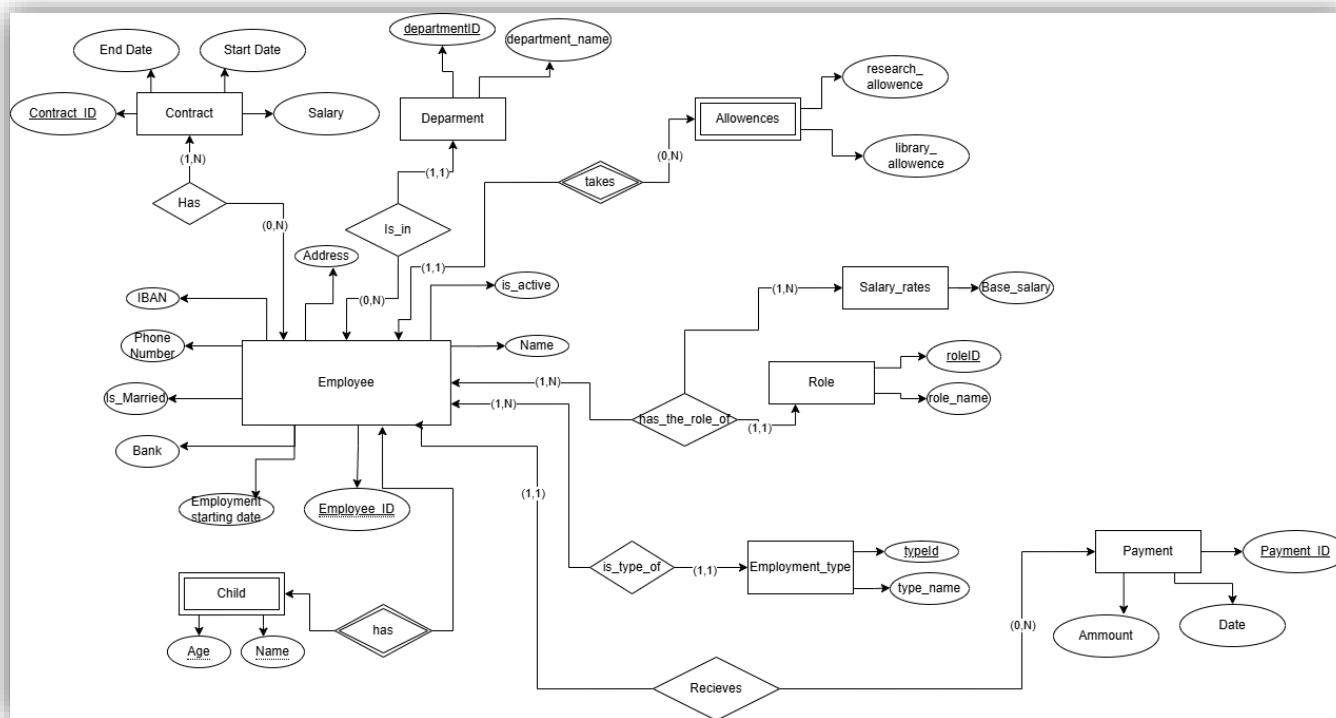 End Date
Start Date
Contract_ID
Contract
Salary
(1,N)
Has
(0,N)
departmentID
department_name
Deparment
(1,1)
Is_in
(0,N)
research_
allowence
Allowences
library_
allowence
(0,N)
takes
(1,1)
Address
is_active
IBAN
Phone
Number
Name
Employee
Is_Married
Bank
Employment
starting date
Employee_ID
(1,N)
Salary_rates
Base_salary
roleID
Role
role_name
(1,N)
has_the_role_of
(1,1)
(1,N)
(1,1)
is_type_of
(1,1)
Employment_type
typeId
type_name
Payment
Payment_ID
Ammount
Date
(0,N)
Child
Age
Name
has
Recieves